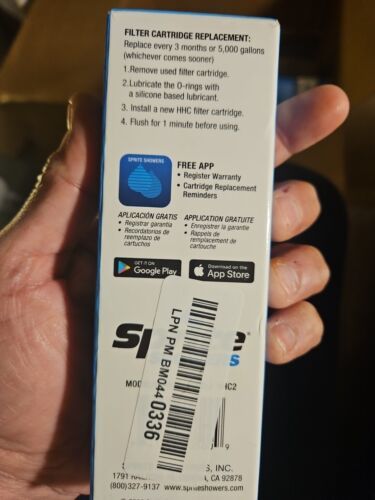 FILTER CARTRIDGE REPLACEMENT:
Replace every 3 months or 5,000 gallons
(whichever comes sooner)
1.Remove used filter cartridge.
2.Lubricate the O-rings with
a silicone based lubricant.
3. Install a new HHC filter cartridge.
4. Flush for 1 minute before using.
SPRITE SHOWERS
FREE APP
• Register Warranty
• Cartridge Replacement
Reminders
APLICACIÓN GRATIS
• Registrar garantía
• Recordatorios de
reemplazo de
cartuchos
APPLICATION GRATUITE
• Enregistrer la garantie
• Rappels de
remplacement de
cartouche
GET IT ON
Google Play
Download on the
App Store
LPN PM BM0440336
INC.
1791
CA 92878
(800)327-9137 www.spriteshowers.com